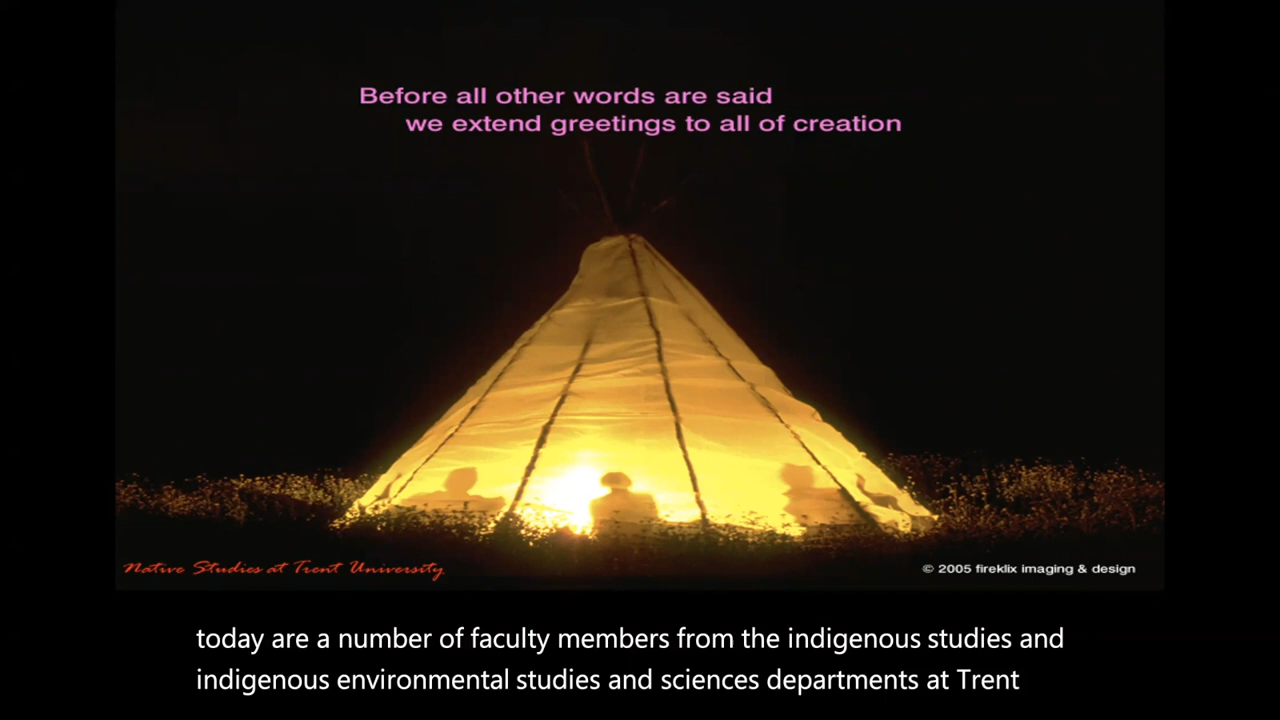 Before all other words are said
we extend greetings to all of creation
Native Studies at Trent University
© 2005 fireklix imaging & design
today are a number of faculty members from the indigenous studies and
indigenous environmental studies and sciences departments at Trent